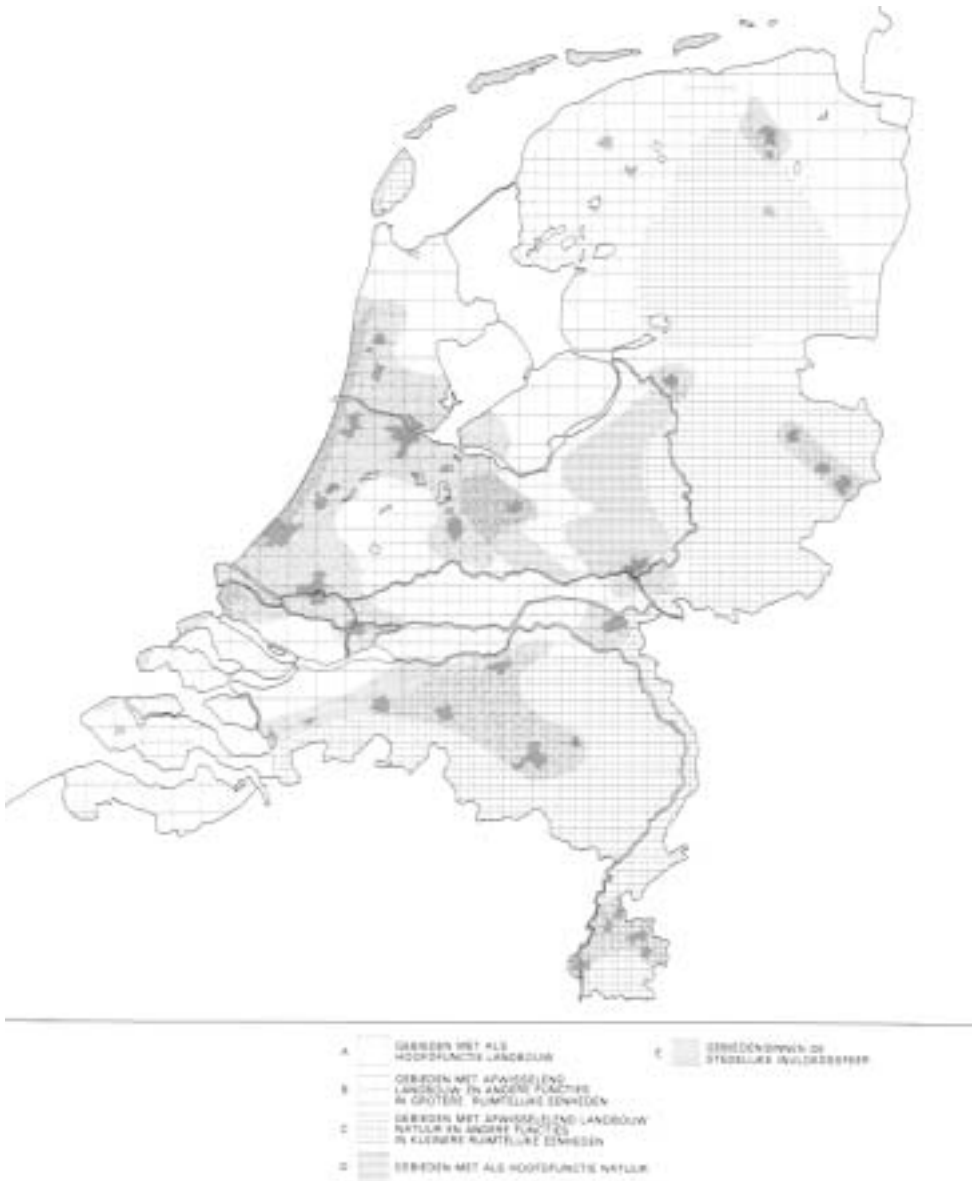 A GEBIEDEN MET ALS
HOOFDFUNCTIE LANDBOUW
B GEBIEDEN MET AFWISSELEND
LANDBOUW EN ANDERE FUNCTIES
IN GROTERE RUIMTELIJKE EENHEDEN
C GEBIEDEN MET AFWISSELEND LANDBOUW
NATUUR EN ANDERE FUNCTIES
IN KLEINERE RUIMTELIJKE EENHEDEN
D GEBIEDEN MET ALS HOOFDFUNCTIE NATUUR
E GEBIEDEN BINNEN DE
STEDELIJKE INVLOEDSSFEER